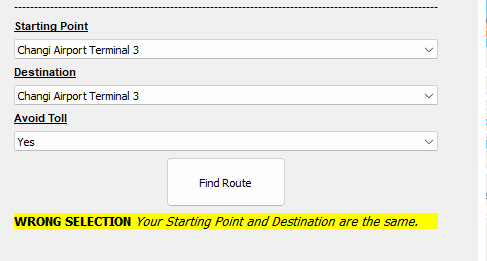 Starting Point
Changi Airport Terminal 3
Destination
Changi Airport Terminal 3
Avoid Toll
Yes
Find Route
WRONG SELECTION Your Starting Point and Destination are the same.